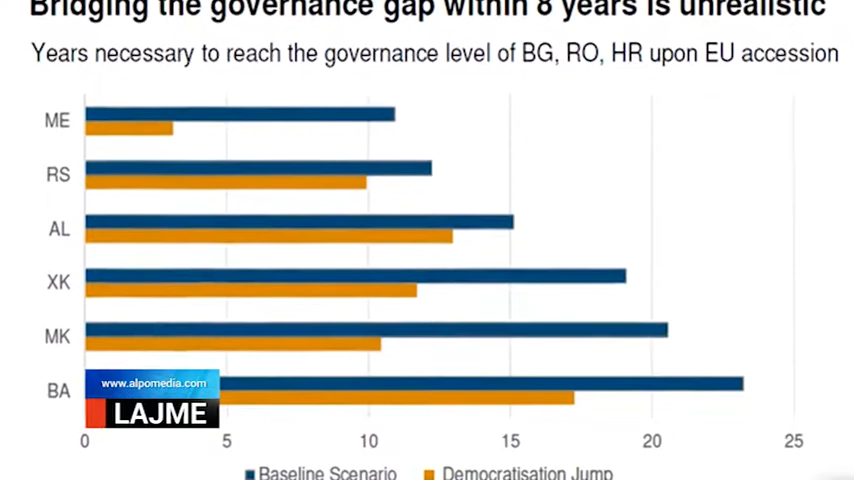 Bridging the governance gap within 8 years is unrealistic
Years necessary to reach the governance level of BG, RO, HR upon EU accession
ME
RS
AL
XK
MK
BA
www.alpomedia.com
LAJME
0 5 10 15 20 25
Baseline Scenario Democratisation Jump